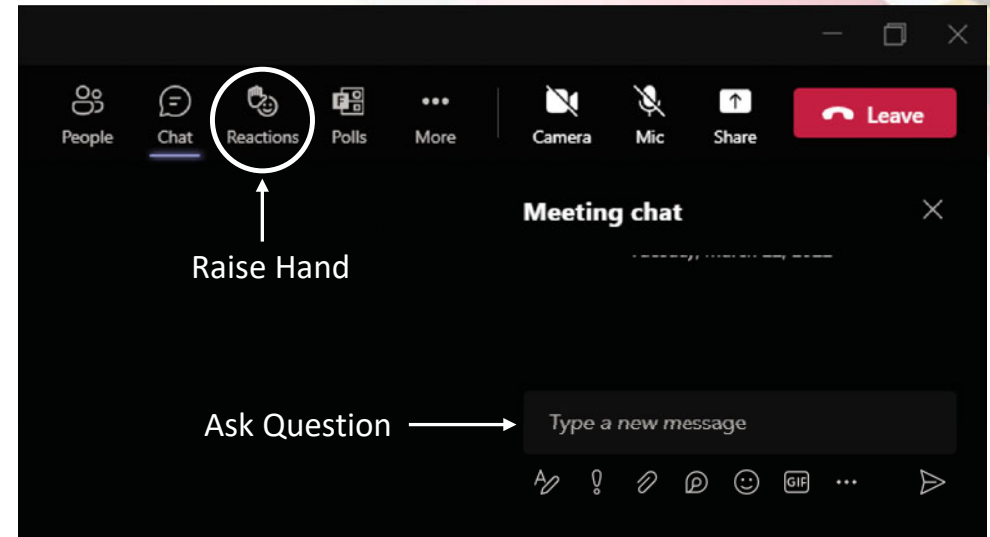 People Chat Reactions Polls More Camera Mic Share Leave
Meeting chat
Raise Hand
Ask Question
Type a new message
GIF